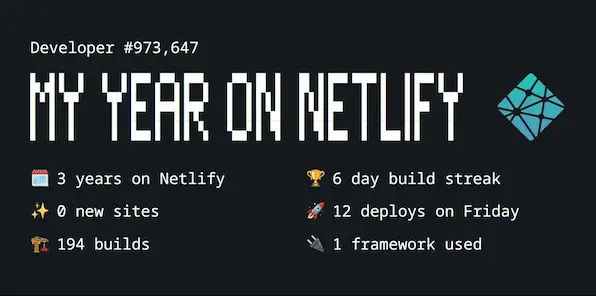 Developer #973,647
MY YEAR ON NETLIFY
3 years on Netlify
6 day build streak
0 new sites
12 deploys on Friday
194 builds
1 framework used